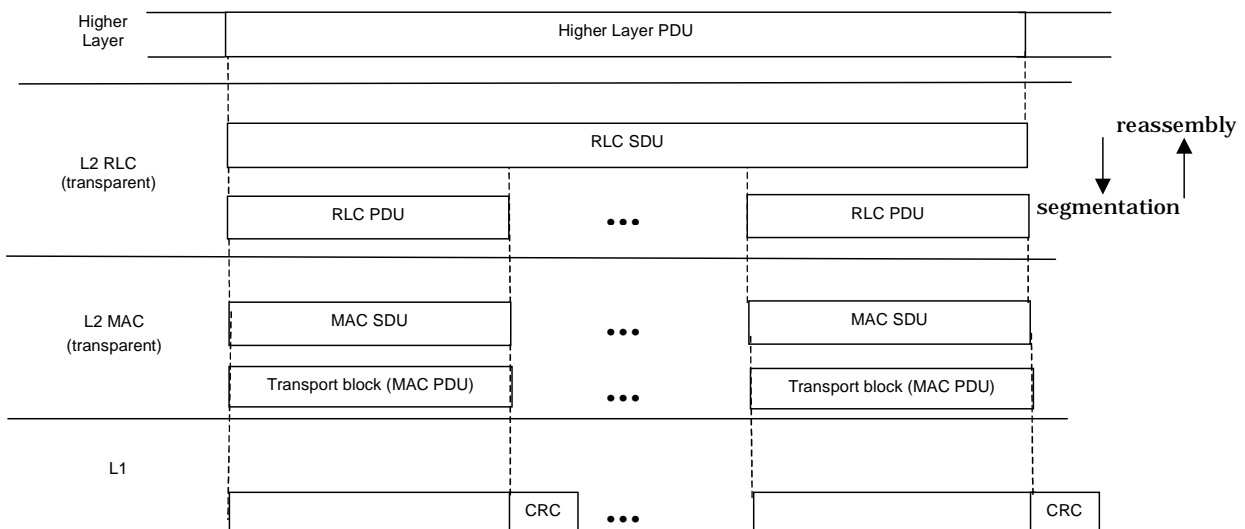 Higher
Layer
Higher Layer PDU
RLC SDU
reassembly
L2 RLC
(transparent)
RLC PDU
...
RLC PDU
segmentation
L2 MAC
(transparent)
MAC SDU
...
MAC SDU
Transport block (MAC PDU)
...
Transport block (MAC PDU)
L1
CRC
...
CRC